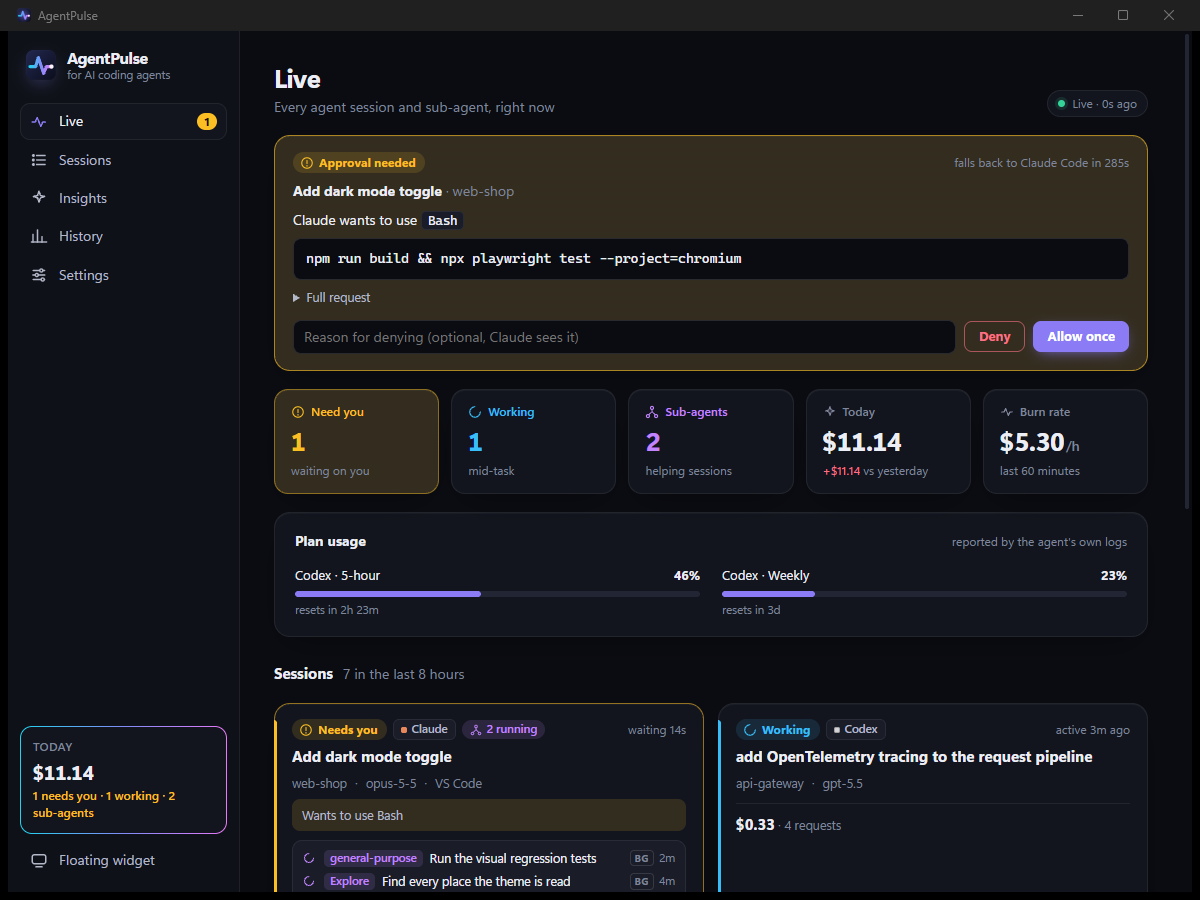 AgentPulse
AgentPulse
for AI coding agents
Live
1
Sessions
Insights
History
Settings
TODAY
$11.14
1 needs you · 1 working · 2
sub-agents
Floating widget
Live
Every agent session and sub-agent, right now
Live · 0s ago
Approval needed
falls back to Claude Code in 285s
Add dark mode toggle · web-shop
Claude wants to use Bash
npm run build && npx playwright test --project=chromium
Full request
Reason for denying (optional, Claude sees it)
Deny
Allow once
Need you
1
waiting on you
Working
1
mid-task
Sub-agents
2
helping sessions
Today
$11.14
+$11.14 vs yesterday
Burn rate
$5.30/h
last 60 minutes
Plan usage
reported by the agent's own logs
Codex · 5-hour
46%
resets in 2h 23m
Codex · Weekly
23%
resets in 3d
Sessions 7 in the last 8 hours
Needs you
Claude
2 running
waiting 14s
Add dark mode toggle
web-shop · opus-5-5 · VS Code
Wants to use Bash
general-purpose Run the visual regression tests BG 2m
Explore Find every place the theme is read BG 4m
Working
Codex
active 3m ago
add OpenTelemetry tracing to the request pipeline
api-gateway · gpt-5.5
$0.33 · 4 requests